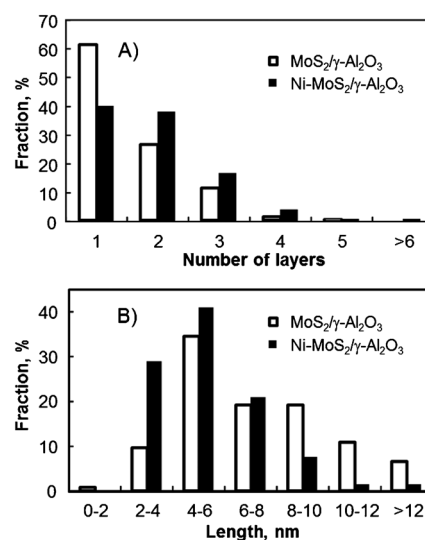 70
60
50
40
30
20
10
0
Fraction, %
A)
MoS₂/γ-Al₂O₃
Ni-MoS₂/γ-Al₂O₃
1 2 3 4 5 >6
Number of layers
40
30
20
10
0
Fraction, %
B)
MoS₂/γ-Al₂O₃
Ni-MoS₂/γ-Al₂O₃
0-2 2-4 4-6 6-8 8-10 10-12 >12
Length, nm